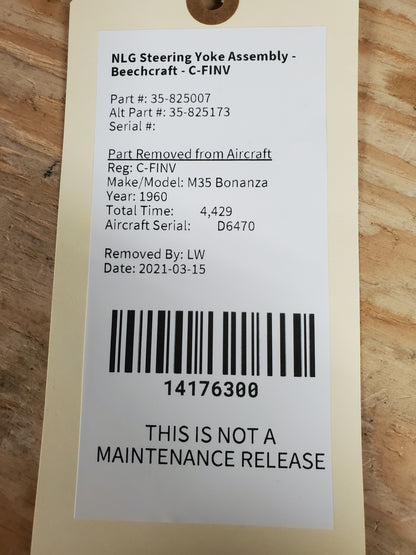 NLG Steering Yoke Assembly -
Beechcraft - C-FINV
Part #: 35-825007
Alt Part #: 35-825173
Serial #:
Part Removed from Aircraft
Reg: C-FINV
Make/Model: M35 Bonanza
Year: 1960
Total Time: 4,429
Aircraft Serial: D6470
Removed By: LW
Date: 2021-03-15
14176300
THIS IS NOT A
MAINTENANCE RELEASE